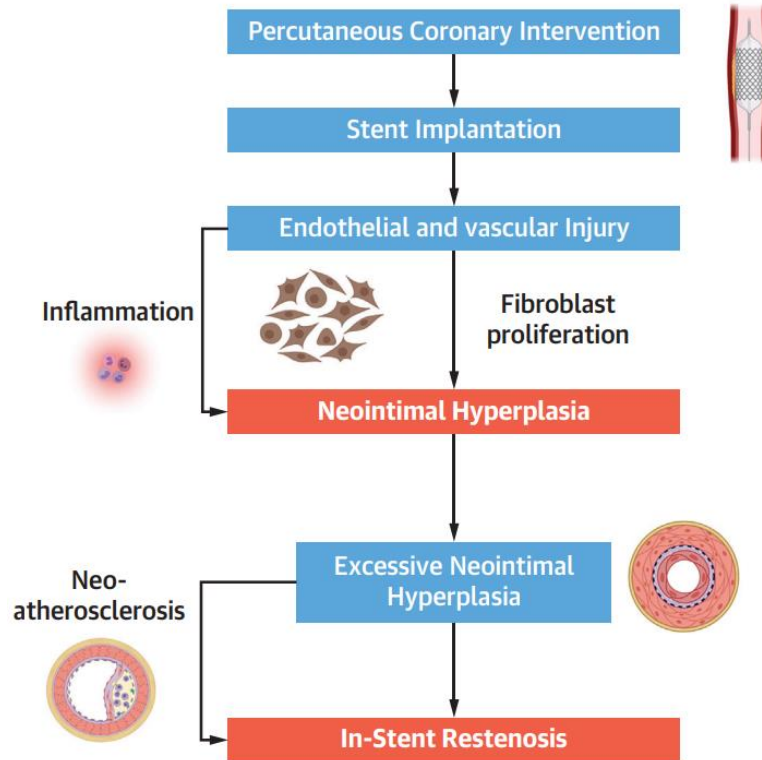 Percutaneous Coronary Intervention
Stent Implantation
Endothelial and vascular Injury
Inflammation
Fibroblast
proliferation
Neointimal Hyperplasia
Excessive Neointimal
Hyperplasia
Neo-
atherosclerosis
In-Stent Restenosis